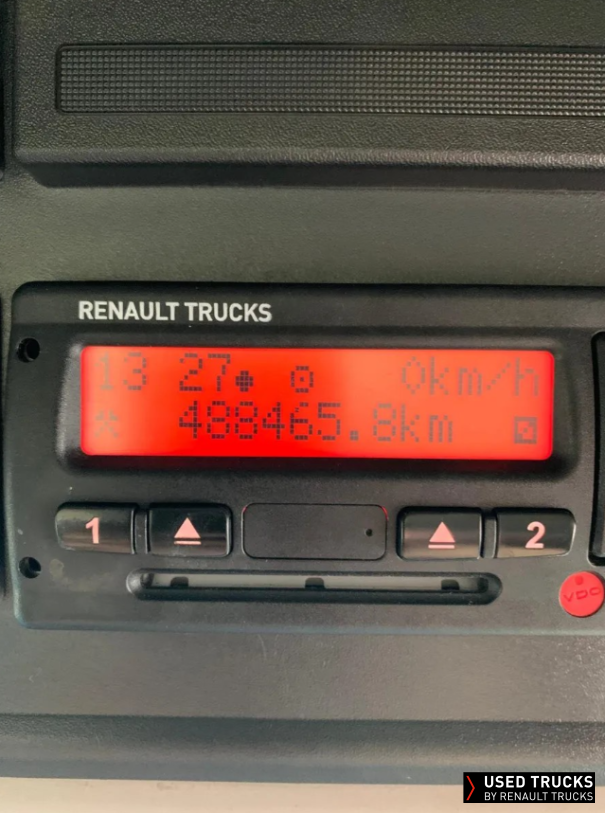 RENAULT TRUCKS
13 27 0km/h
488465.8km
1 2
VDO
USED TRUCKS
BY RENAULT TRUCKS